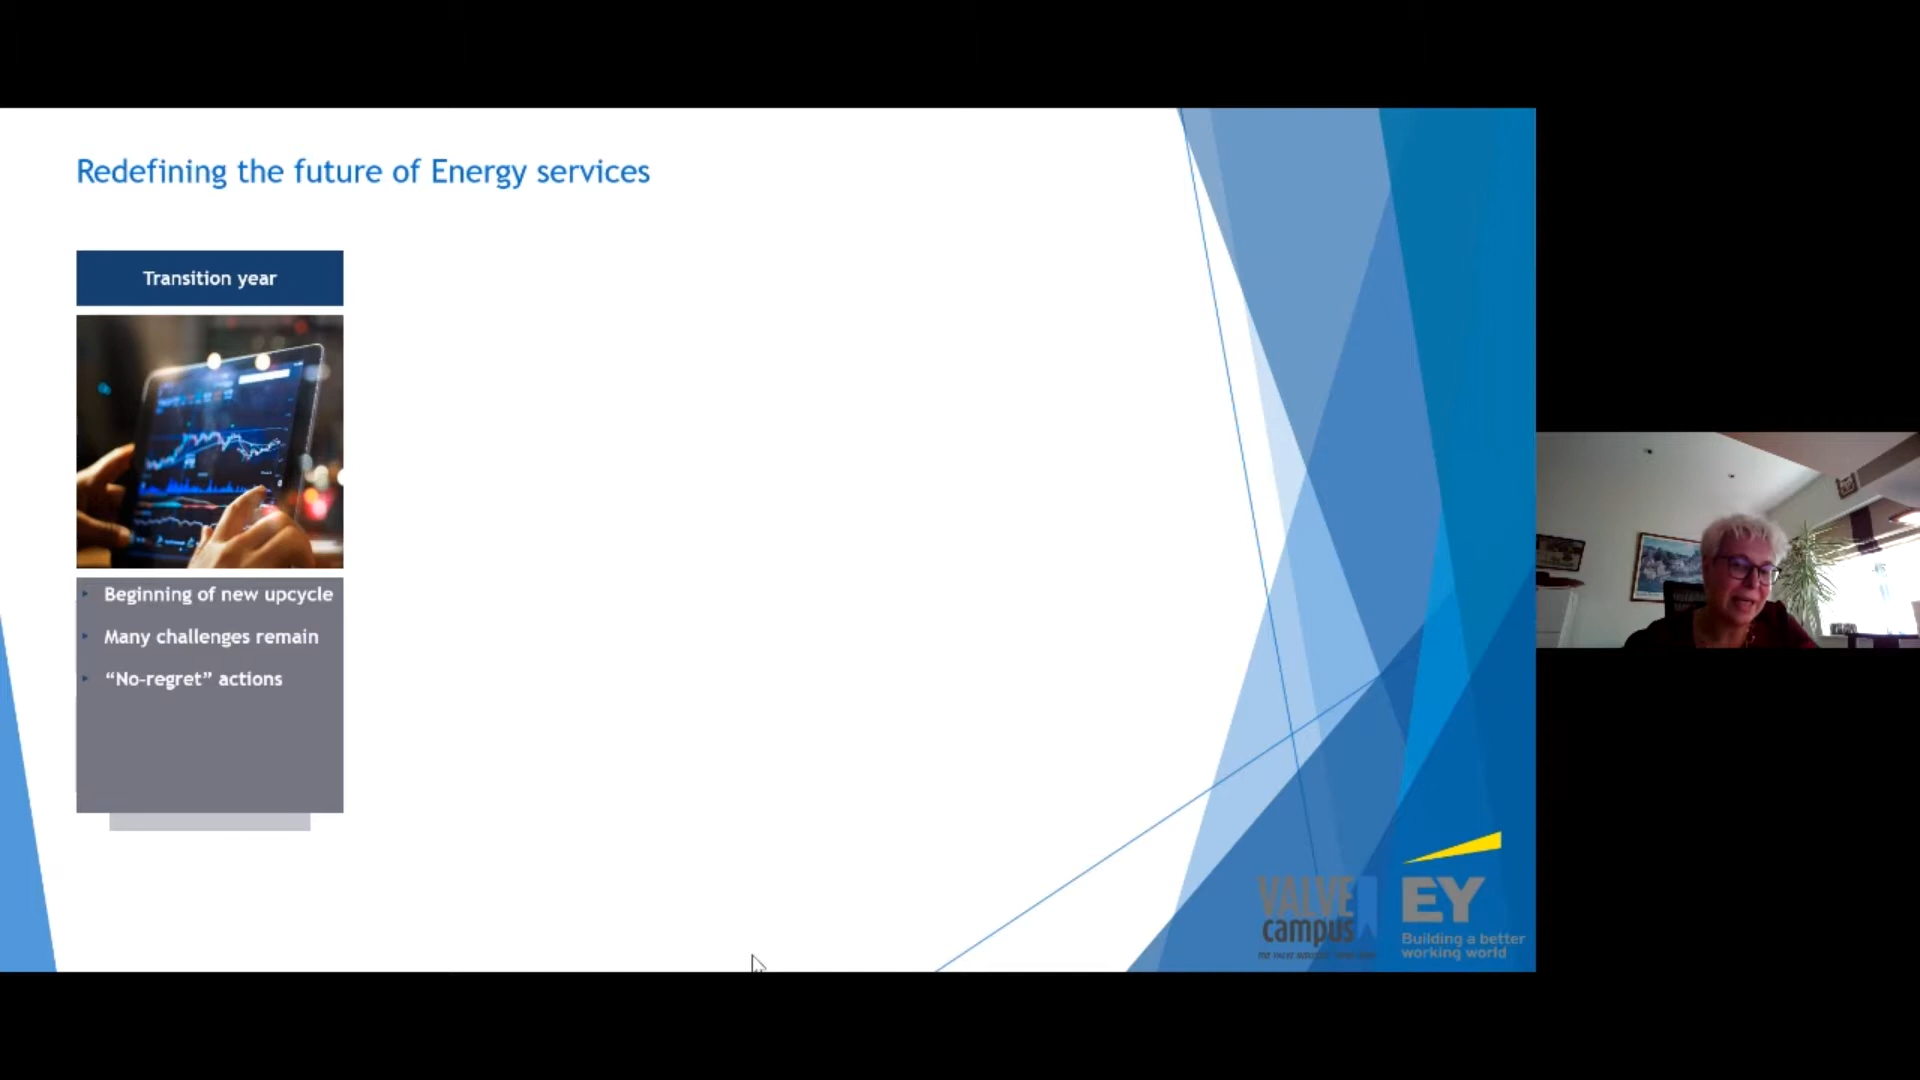 Redefining the future of Energy services
Transition year
Beginning of new upcycle
Many challenges remain
“No-regret” actions
VALVE
campus
EY
Building a better
working world